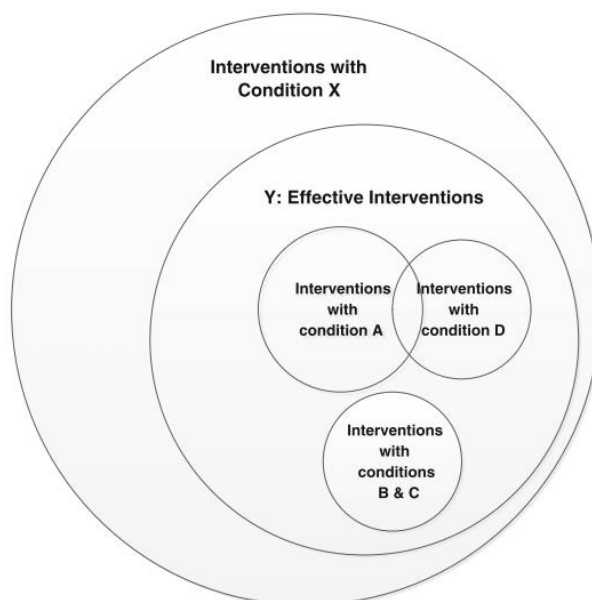 Interventions with
Condition X
Y: Effective Interventions
Interventions
with
condition A
Interventions
with
condition D
Interventions
with
conditions
B & C